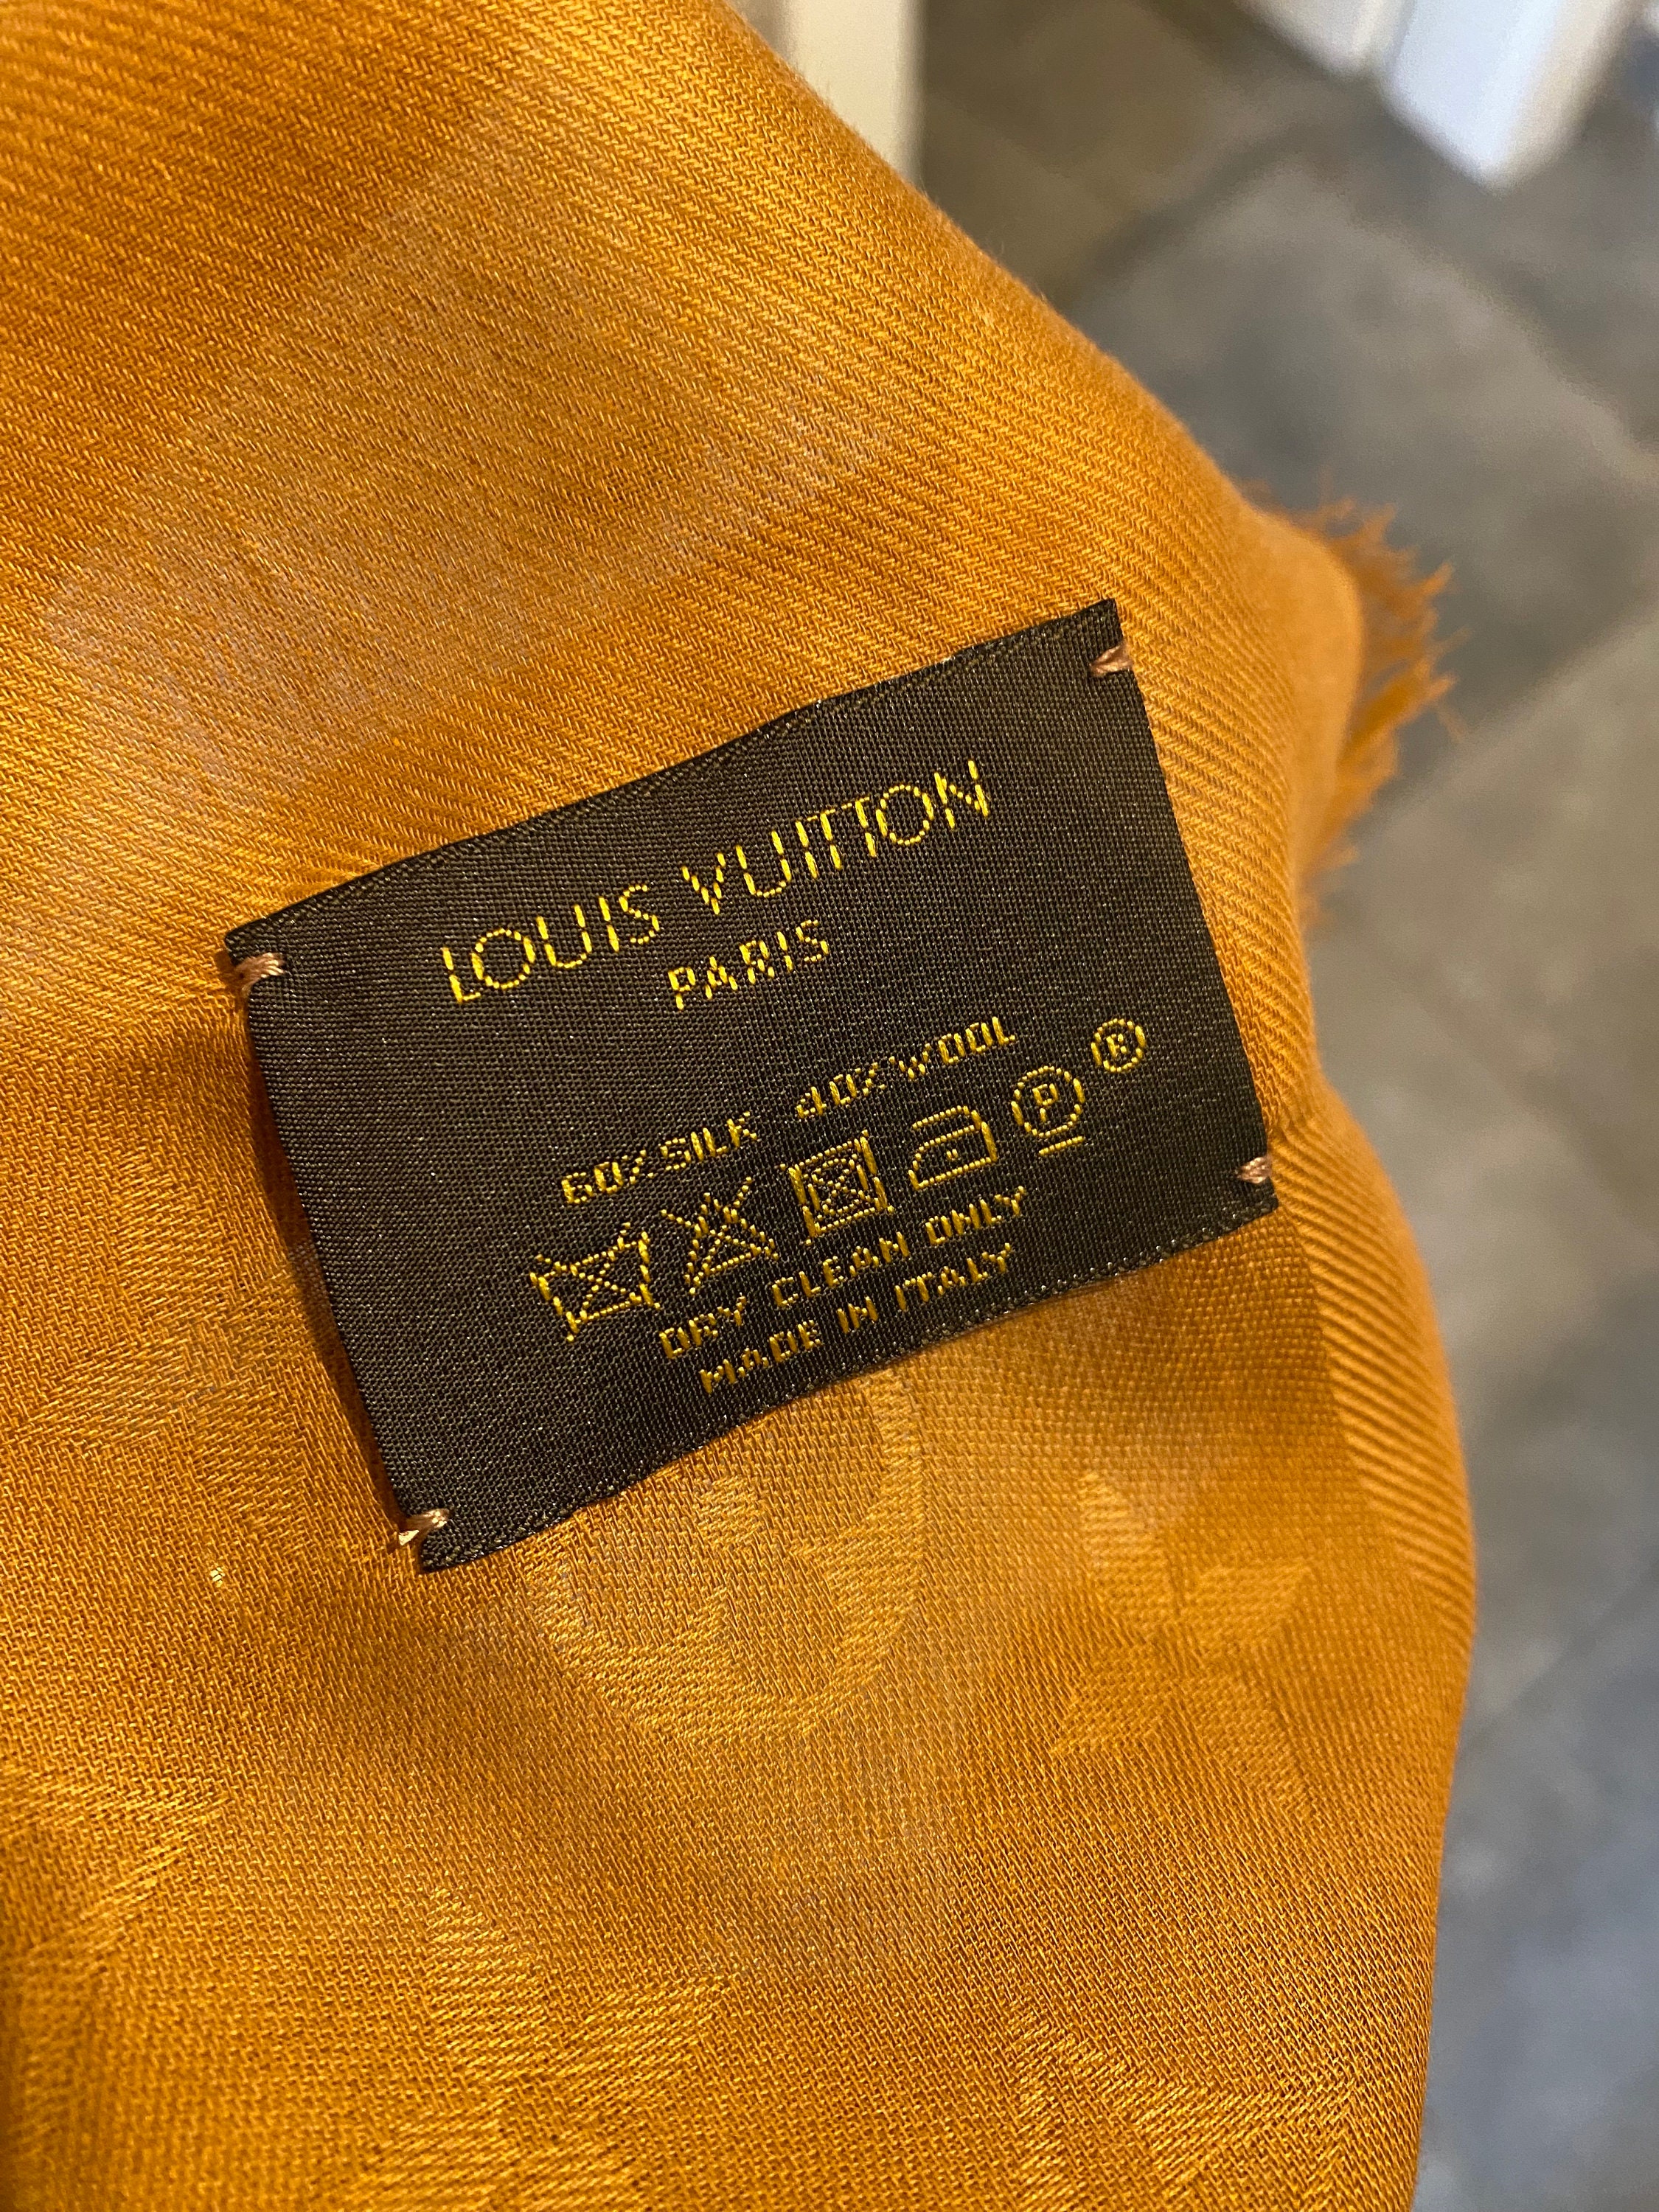 LOUIS VUITTON
PARIS
60%SILK 40%WOOL
P ®
DRY CLEAN ONLY
MADE IN ITALY